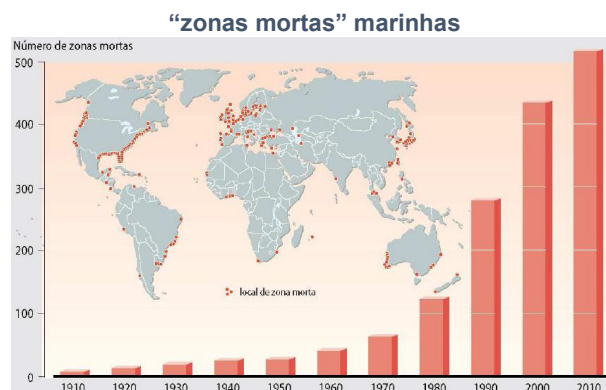 “zonas mortas” marinhas
Número de zonas mortas
500
400
300
200
100
0
local de zona morta
1910 1920 1930 1940 1950 1960 1970 1980 1990 2000 2010